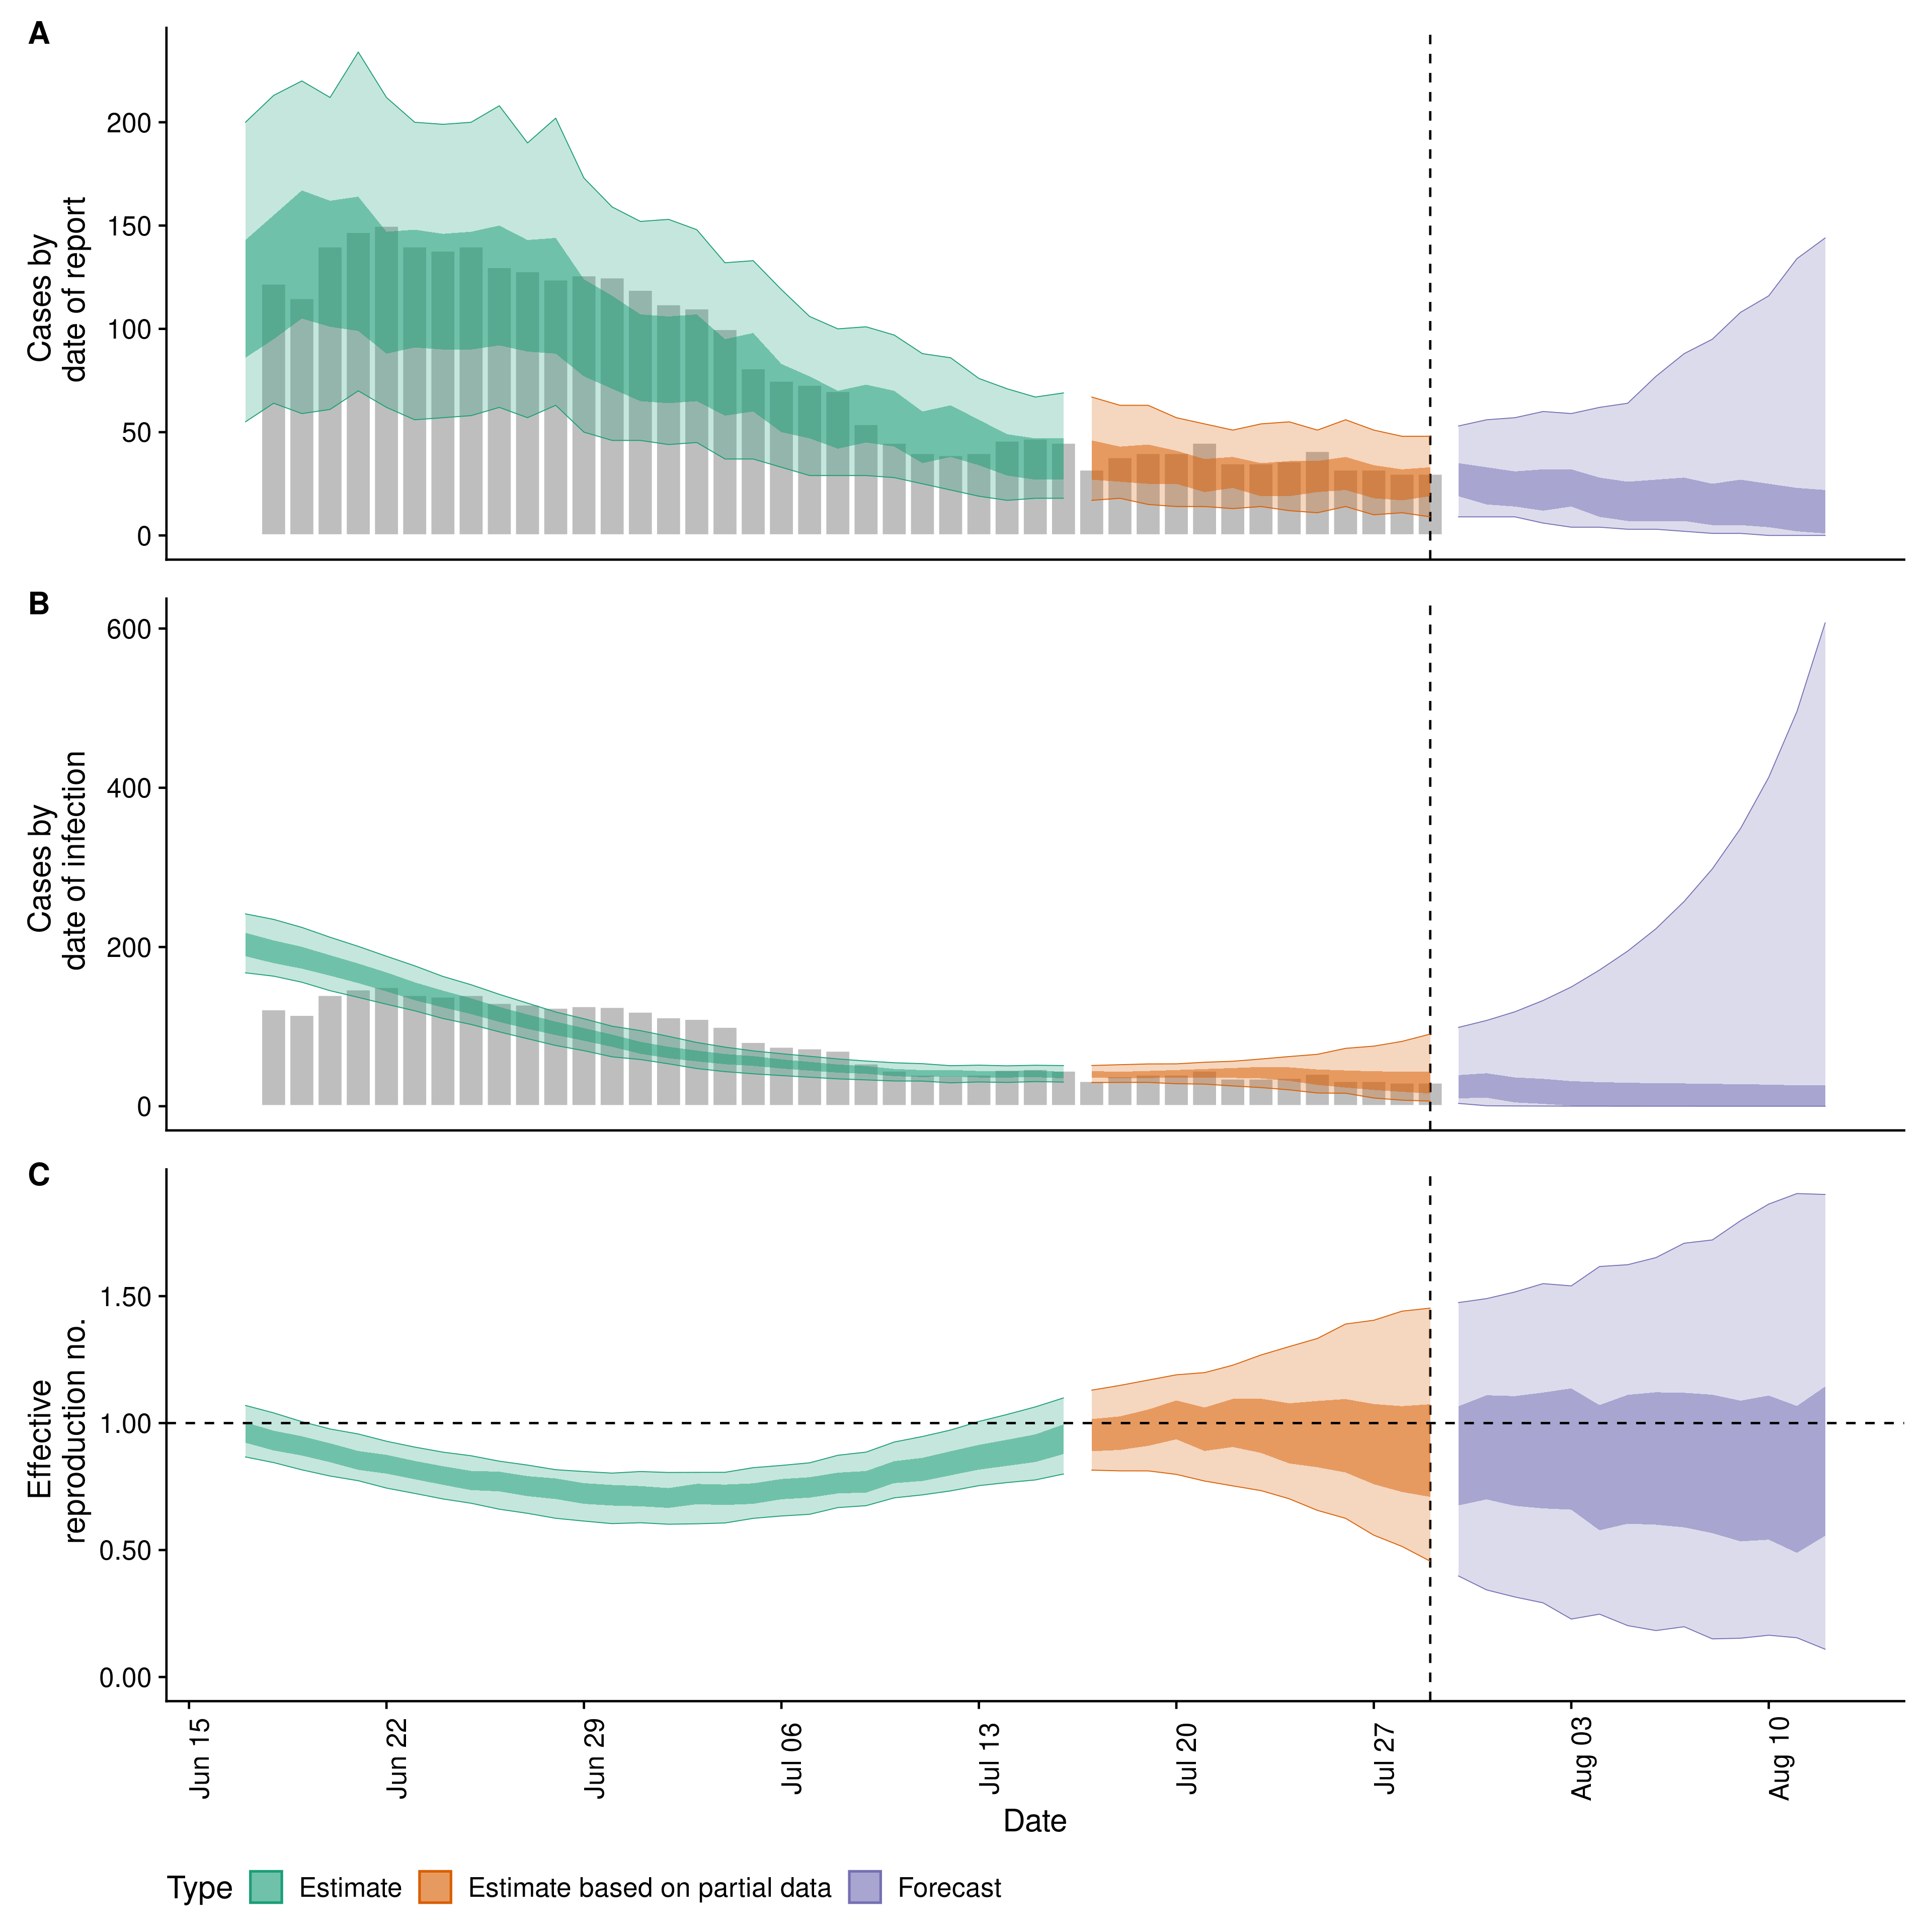 A
Cases by
date of report
200
150
100
50
0
B
Cases by
date of infection
600
400
200
0
C
Effective
reproduction no.
1.50
1.00
0.50
0.00
Jun 15
Jun 22
Jun 29
Jul 06
Jul 13
Jul 20
Jul 27
Aug 03
Aug 10
Date
Type Estimate Estimate based on partial data Forecast